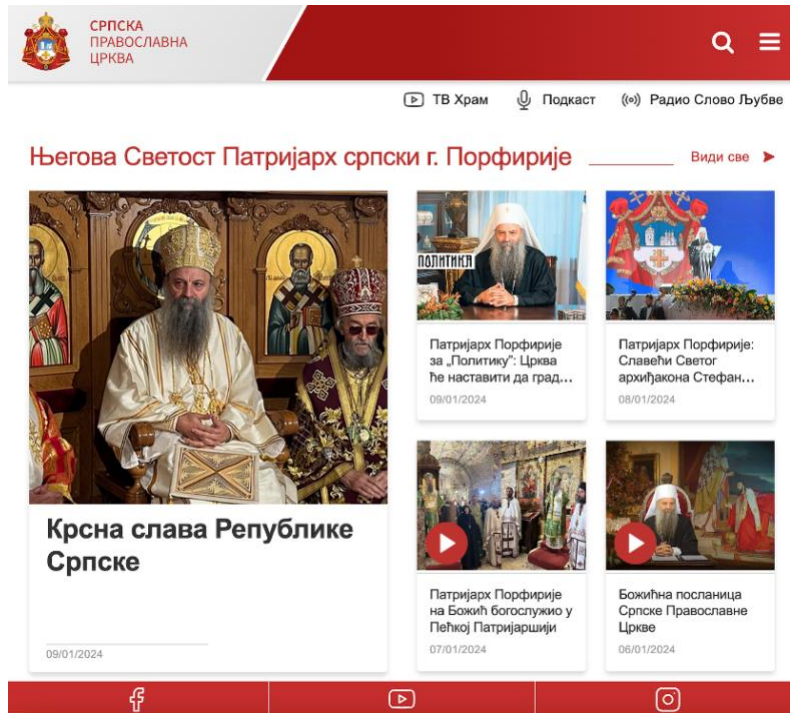 СРПСКА
ПРАВОСЛАВНА
ЦРКВА
ТВ Храм
Подкаст
Радио Слово Љубве
Његова Светост Патријарх српски г. Порфирије
Види све
Крсна слава Републике
Српске
09/01/2024
ПОЛИТИКА
Патријарх Порфирије
за „Политику”: Црква
ће наставити да град...
09/01/2024
Патријарх Порфирије:
Славећи Светог
архиђакона Стефан...
08/01/2024
Патријарх Порфирије
на Божић богослужио у
Пећкој Патријаршији
07/01/2024
Божићна посланица
Српске Православне
Цркве
06/01/2024